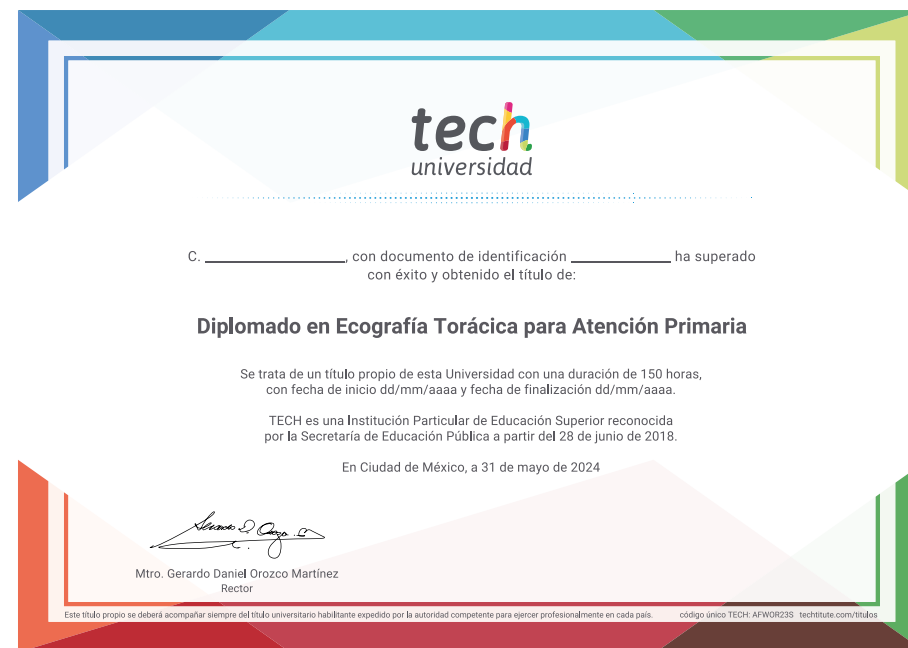 tech
universidad
C. ____________, con documento de identificación ____________ ha superado
con éxito y obtenido el título de:
Diplomado en Ecografía Torácica para Atención Primaria
Se trata de un título propio de esta Universidad con una duración de 150 horas,
con fecha de inicio dd/mm/aaaa y fecha de finalización dd/mm/aaaa.
TECH es una Institución Particular de Educación Superior reconocida
por la Secretaría de Educación Pública a partir del 28 de junio de 2018.
En Ciudad de México, a 31 de mayo de 2024
Mtro. Gerardo Daniel Orozco Martínez
Rector
Este título propio se deberá acompañar siempre del título universitario habilitante expedido por la autoridad competente para ejercer profesionalmente en cada país. código único TECH: AFWOR23S techtitute.com/titulos